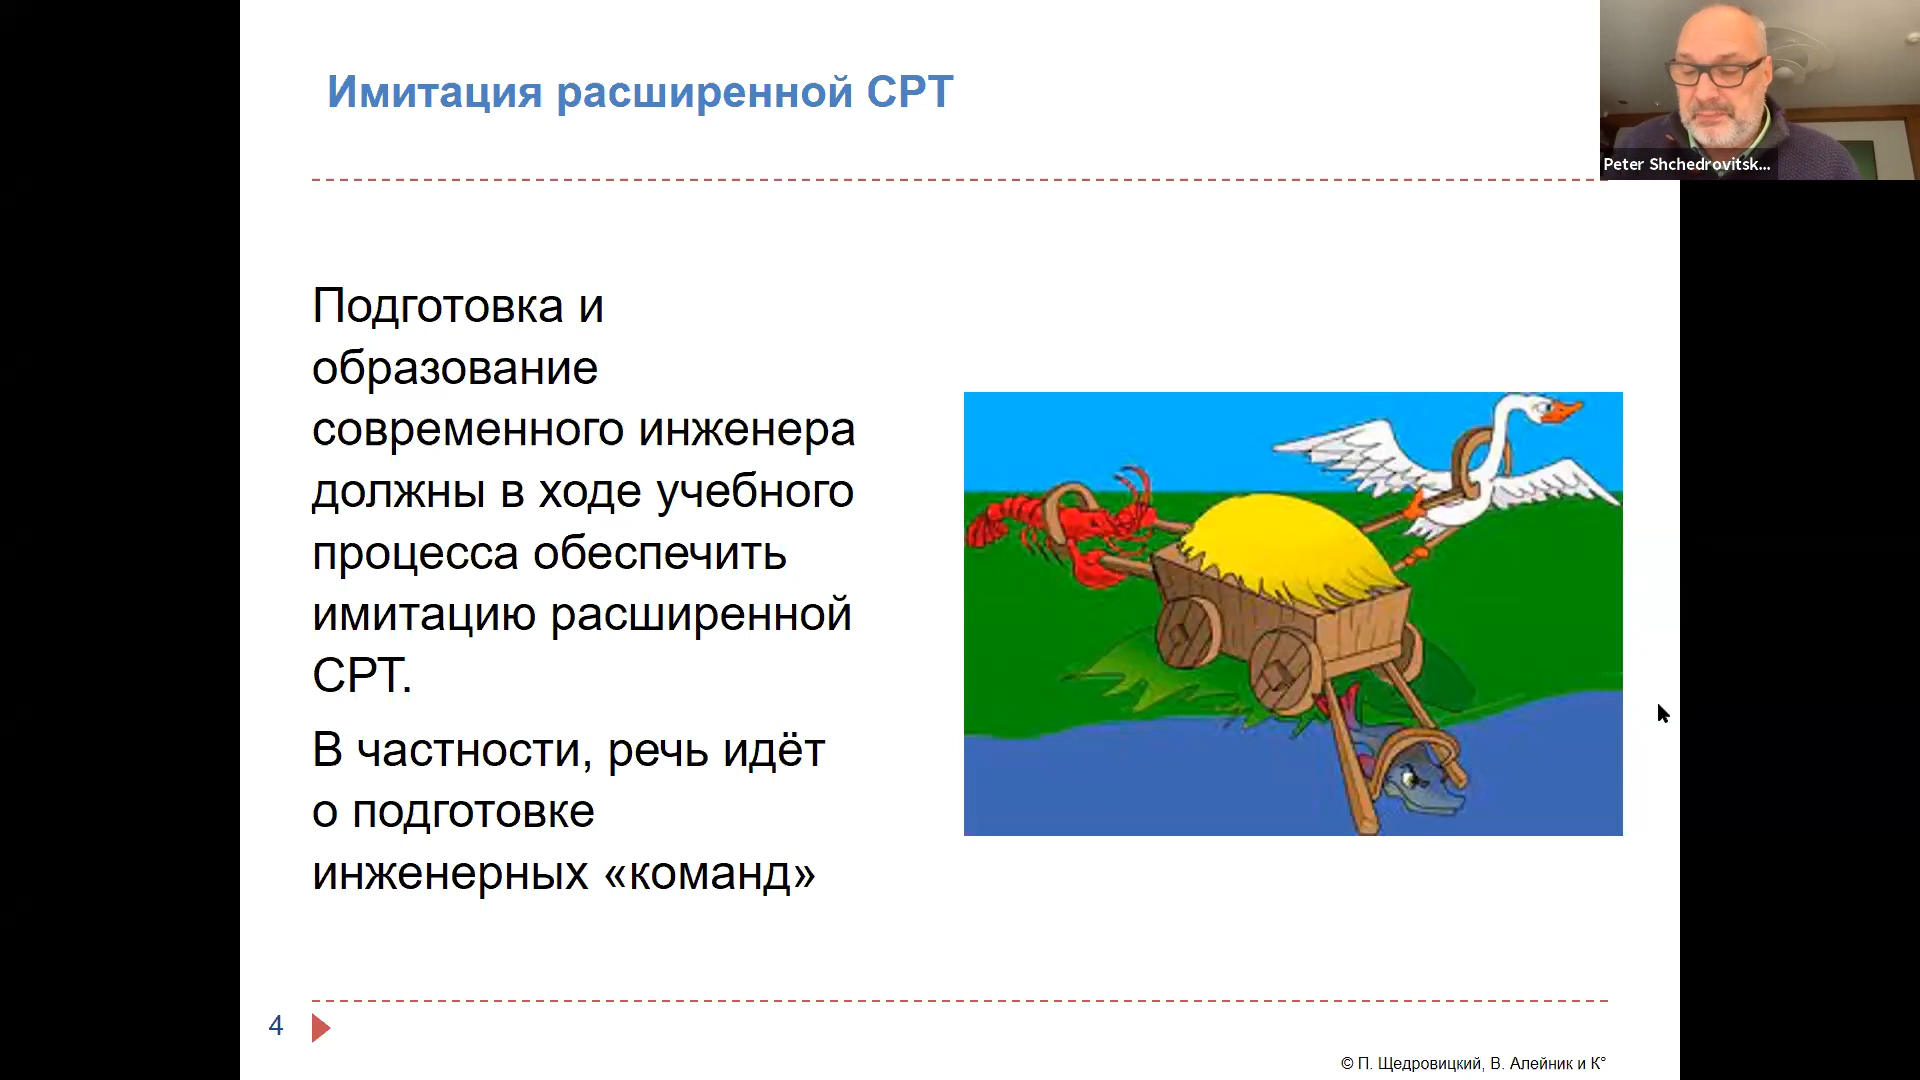 Имитация расширенной СРТ
Peter Shchedrovitsk...
Подготовка и
образование
современного инженера
должны в ходе учебного
процесса обеспечить
имитацию расширенной
СРТ.
В частности, речь идёт
о подготовке
инженерных «команд»
4
© П. Щедровицкий, В. Алейник и К°